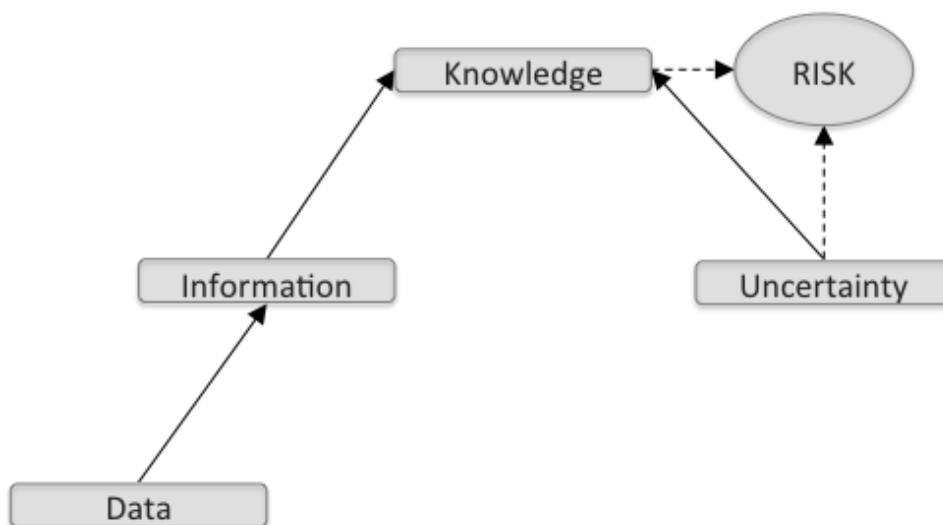 Knowledge
RISK
Information
Uncertainty
Data